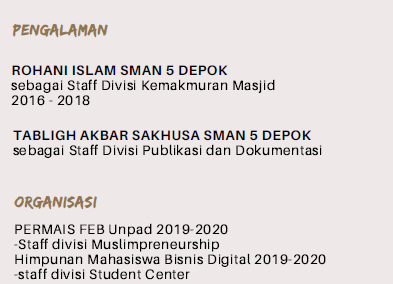 PENGALAMAN
ROHANI ISLAM SMAN 5 DEPOK
sebagai Staff Divisi Kemakmuran Masjid
2016 - 2018
TABLIGH AKBAR SAKHUSA SMAN 5 DEPOK
sebagai Staff Divisi Publikasi dan Dokumentasi
ORGANISASI
PERMAIS FEB Unpad 2019-2020
-Staff divisi Muslimpreneurship
Himpunan Mahasiswa Bisnis Digital 2019-2020
-staff divisi Student Center